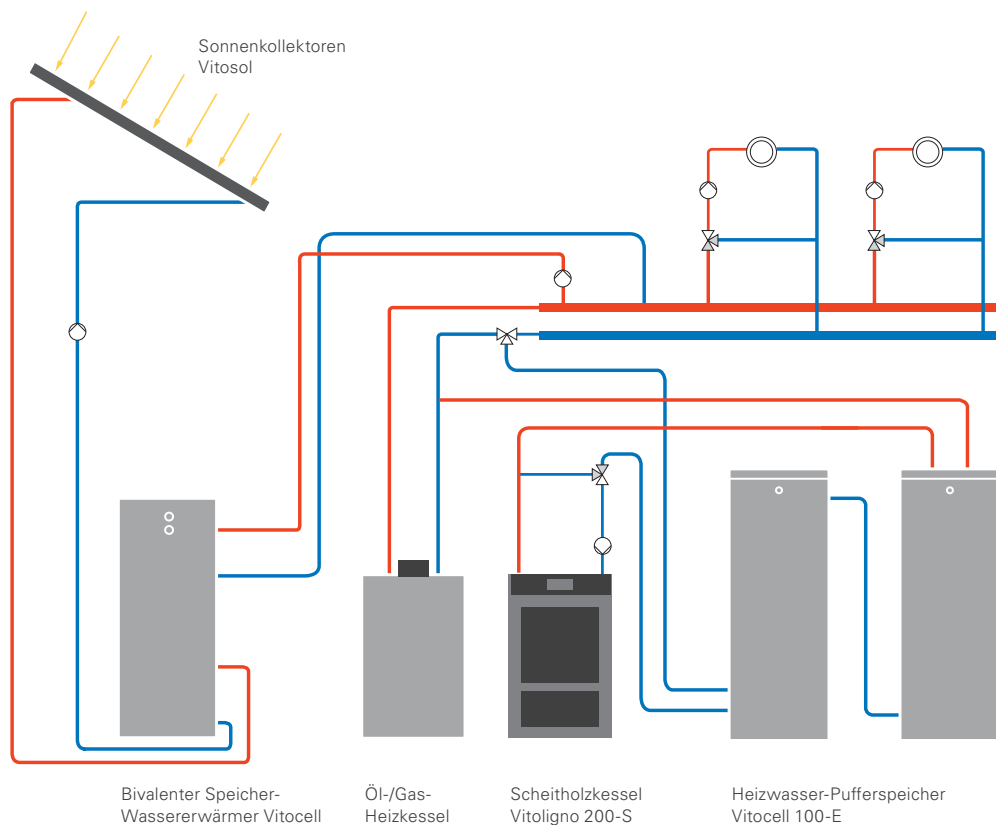 Sonnenkollektoren
Vitosol
Bivalenter Speicher-
Wassererwärmer Vitocell
Öl-/Gas-
Heizkessel
Scheitholzkessel
Vitoligno 200-S
Heizwasser-Pufferspeicher
Vitocell 100-E